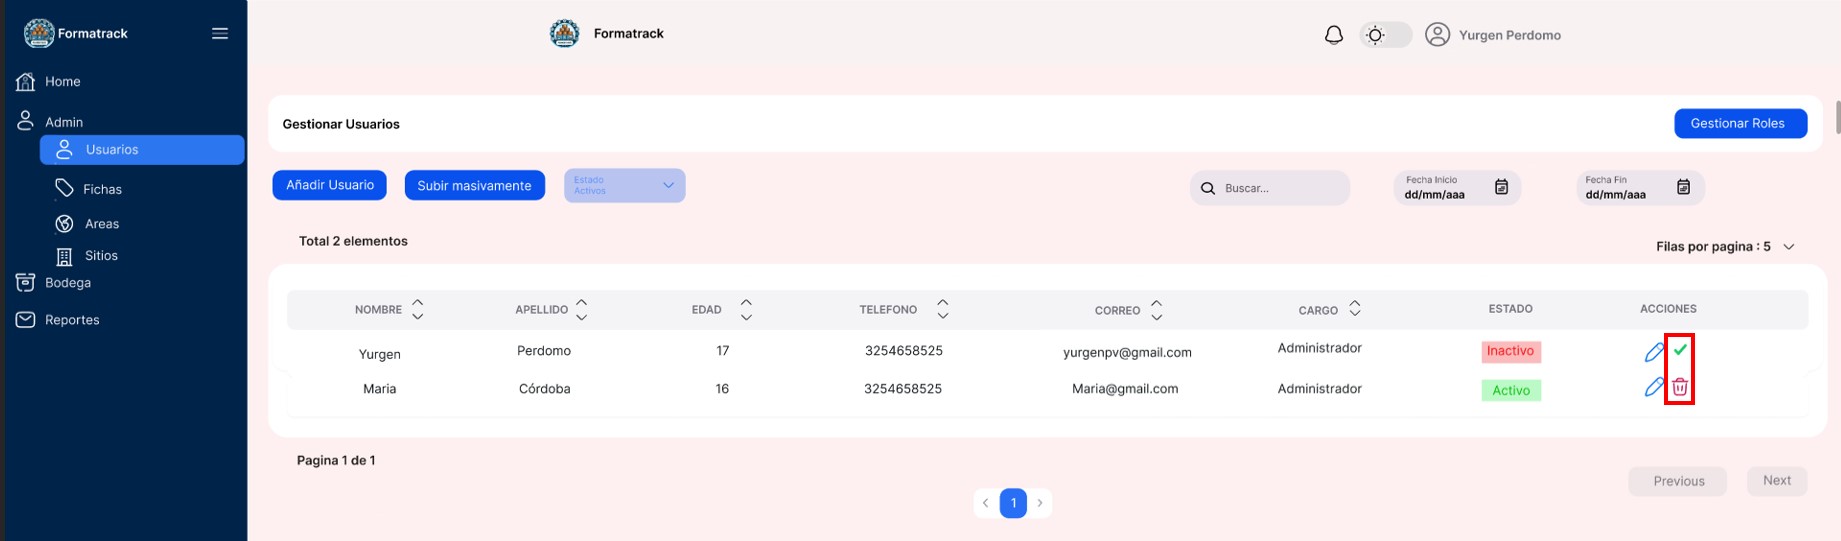 Formatrack
Formatrack
Yurgen Perdomo
Home
Admin
Usuarios
Fichas
Areas
Sitios
Bodega
Reportes
Gestionar Usuarios
Gestionar Roles
Añadir Usuario
Subir masivamente
Estado
Activos
Buscar...
Fecha Inicio
dd/mm/aaa
Fecha Fin
dd/mm/aaa
Total 2 elementos
Filas por pagina : 5
NOMBRE APELLIDO EDAD TELEFONO CORREO CARGO ESTADO ACCIONES
Yurgen Perdomo 17 3254658525 yurgenpv@gmail.com Administrador Inactivo
Maria Córdoba 16 3254658525 Maria@gmail.com Administrador Activo
Pagina 1 de 1
Previous Next
1